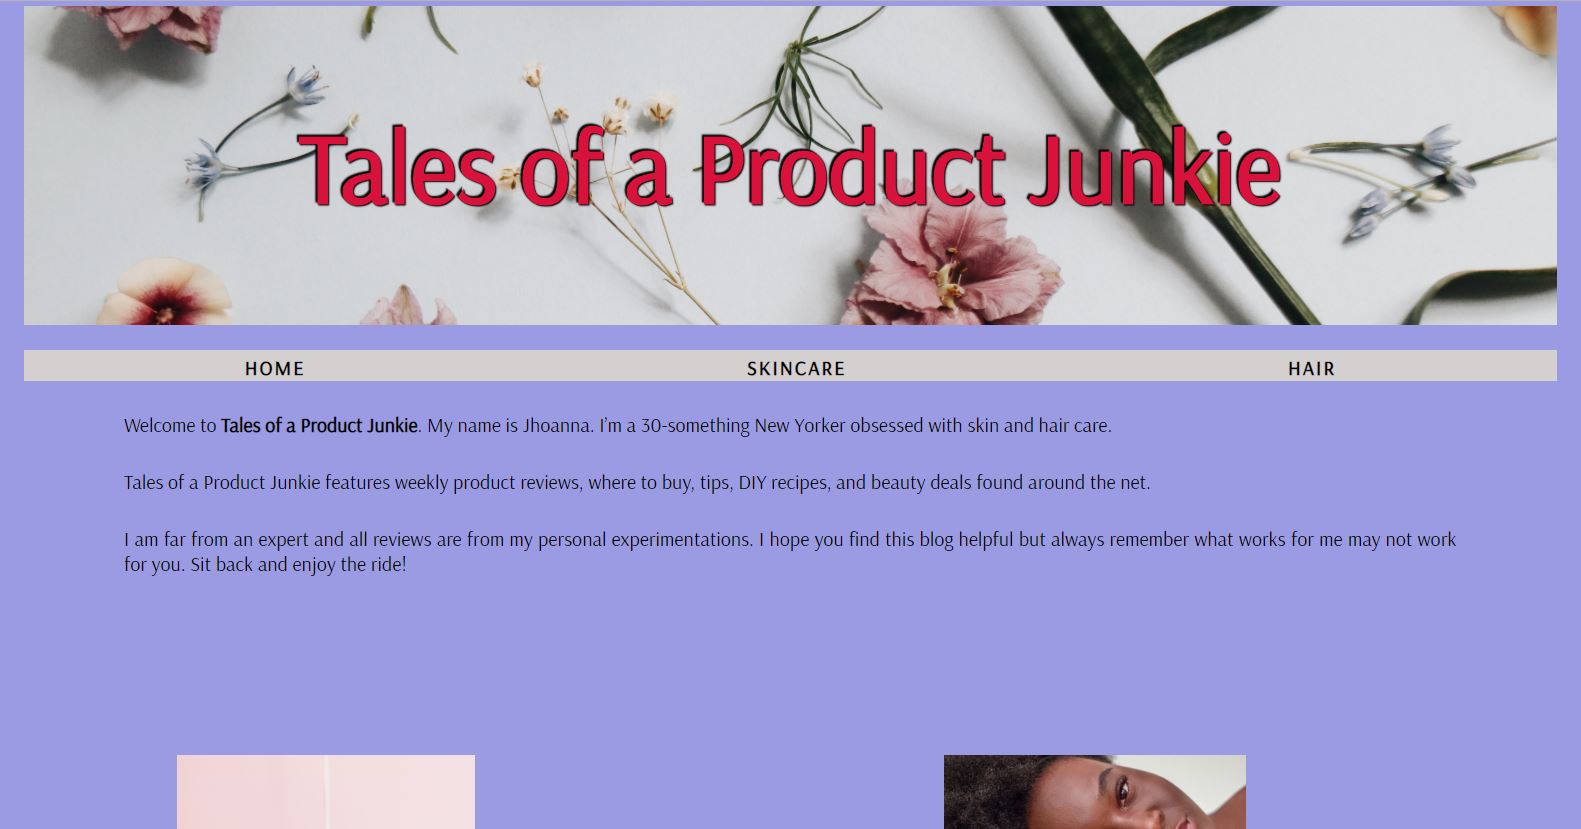 Tales of a Product Junkie
HOME
SKINCARE
HAIR
Welcome to Tales of a Product Junkie. My name is Jhoanna. I'm a 30-something New Yorker obsessed with skin and hair care.
Tales of a Product Junkie features weekly product reviews, where to buy, tips, DIY recipes, and beauty deals found around the net.
I am far from an expert and all reviews are from my personal experimentations. I hope you find this blog helpful but always remember what works for me may not work
for you. Sit back and enjoy the ride!